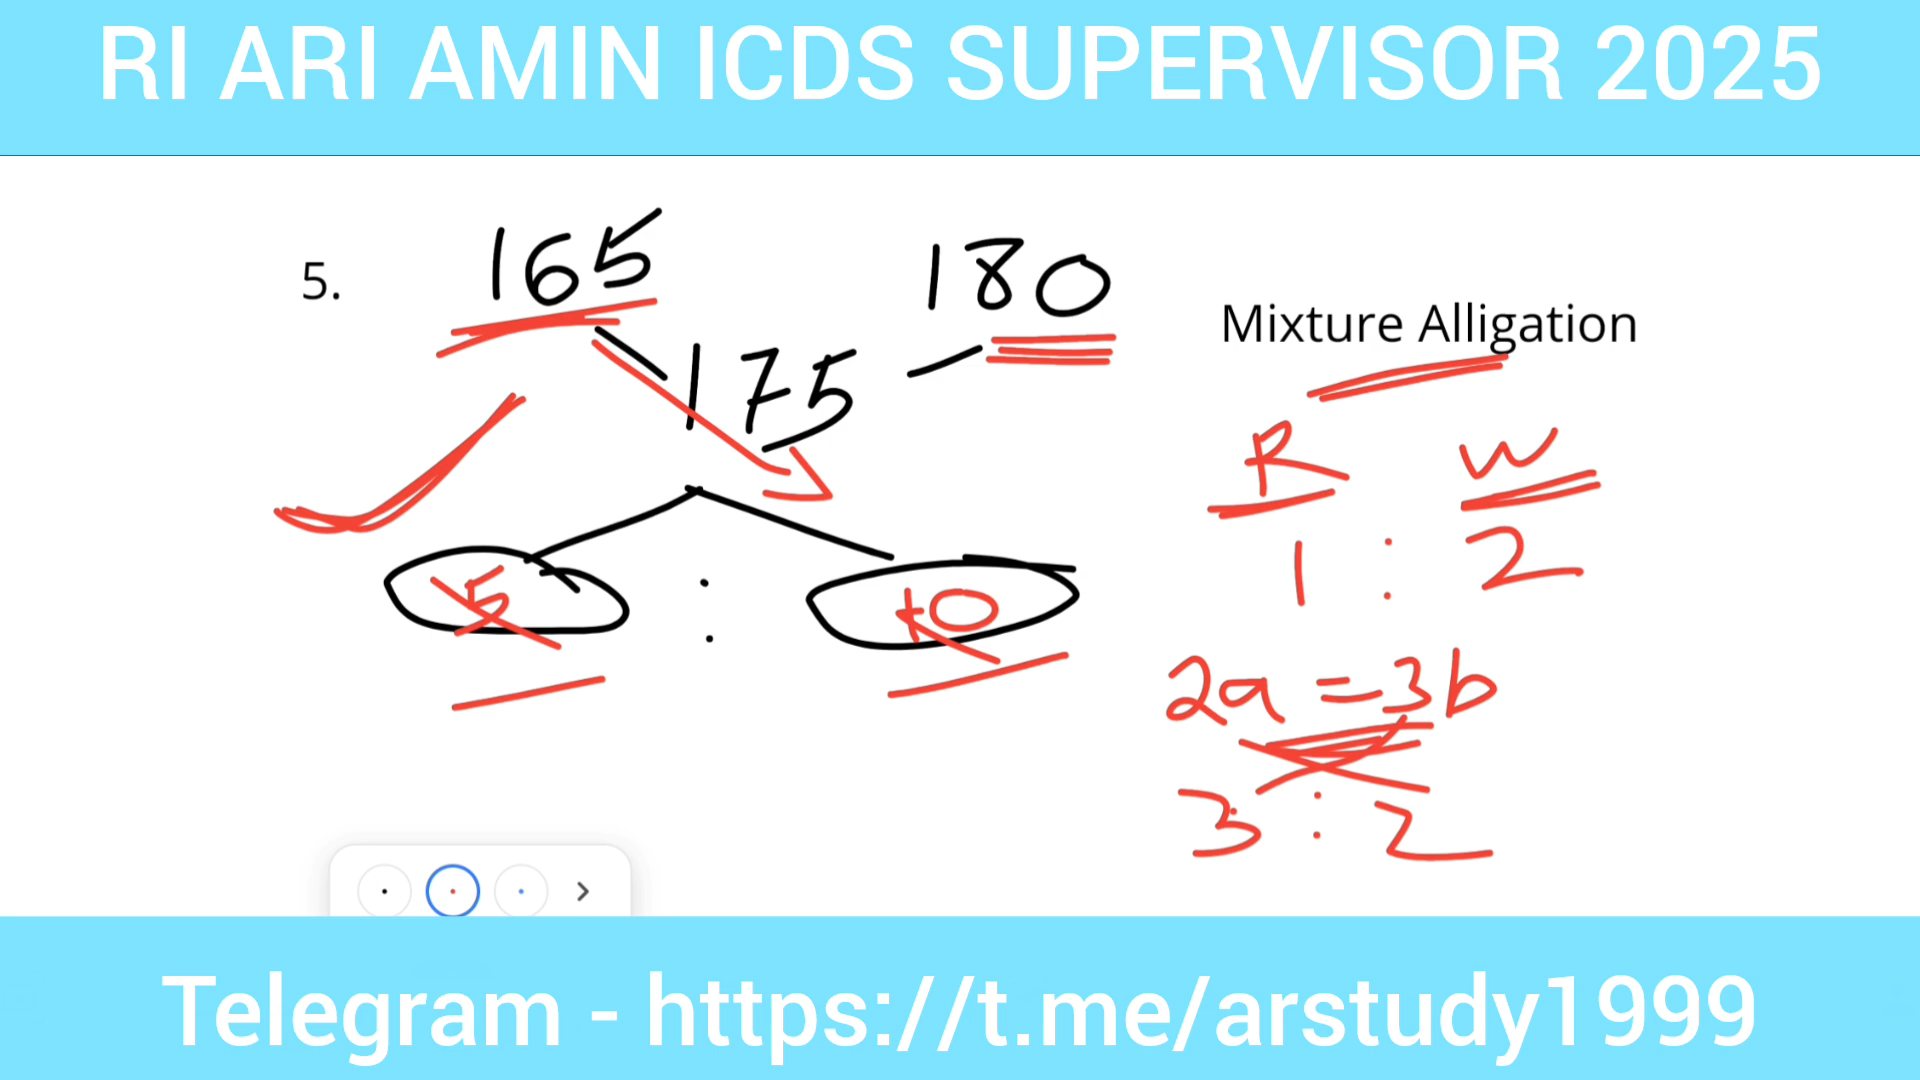 RI ARI AMIN ICDS SUPERVISOR 2025
5.
165
180
175
5 : 10
Mixture Alligation
R W
1 : 2
2a = 3b
3 : 2
Telegram - https://t.me/arstudy1999